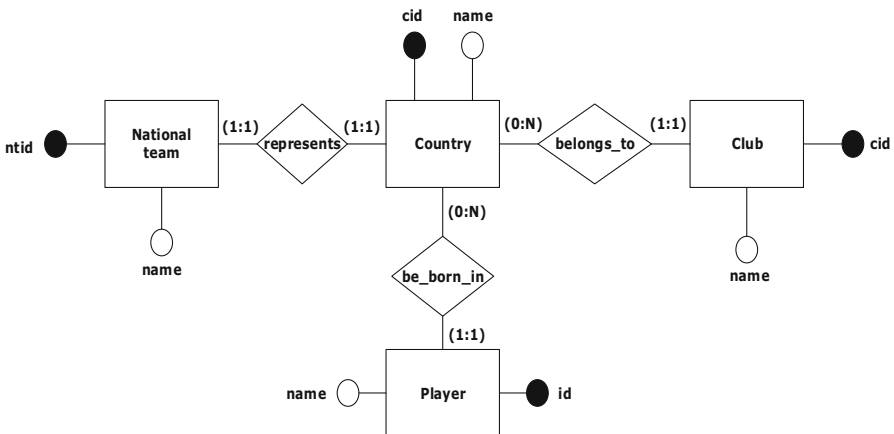 cid name
National
team
(1:1)
represents
(1:1)
Country
(0:N)
belongs_to
(1:1)
Club
ntid
cid
name
(0:N)
name
be_born_in
(1:1)
name
Player
id